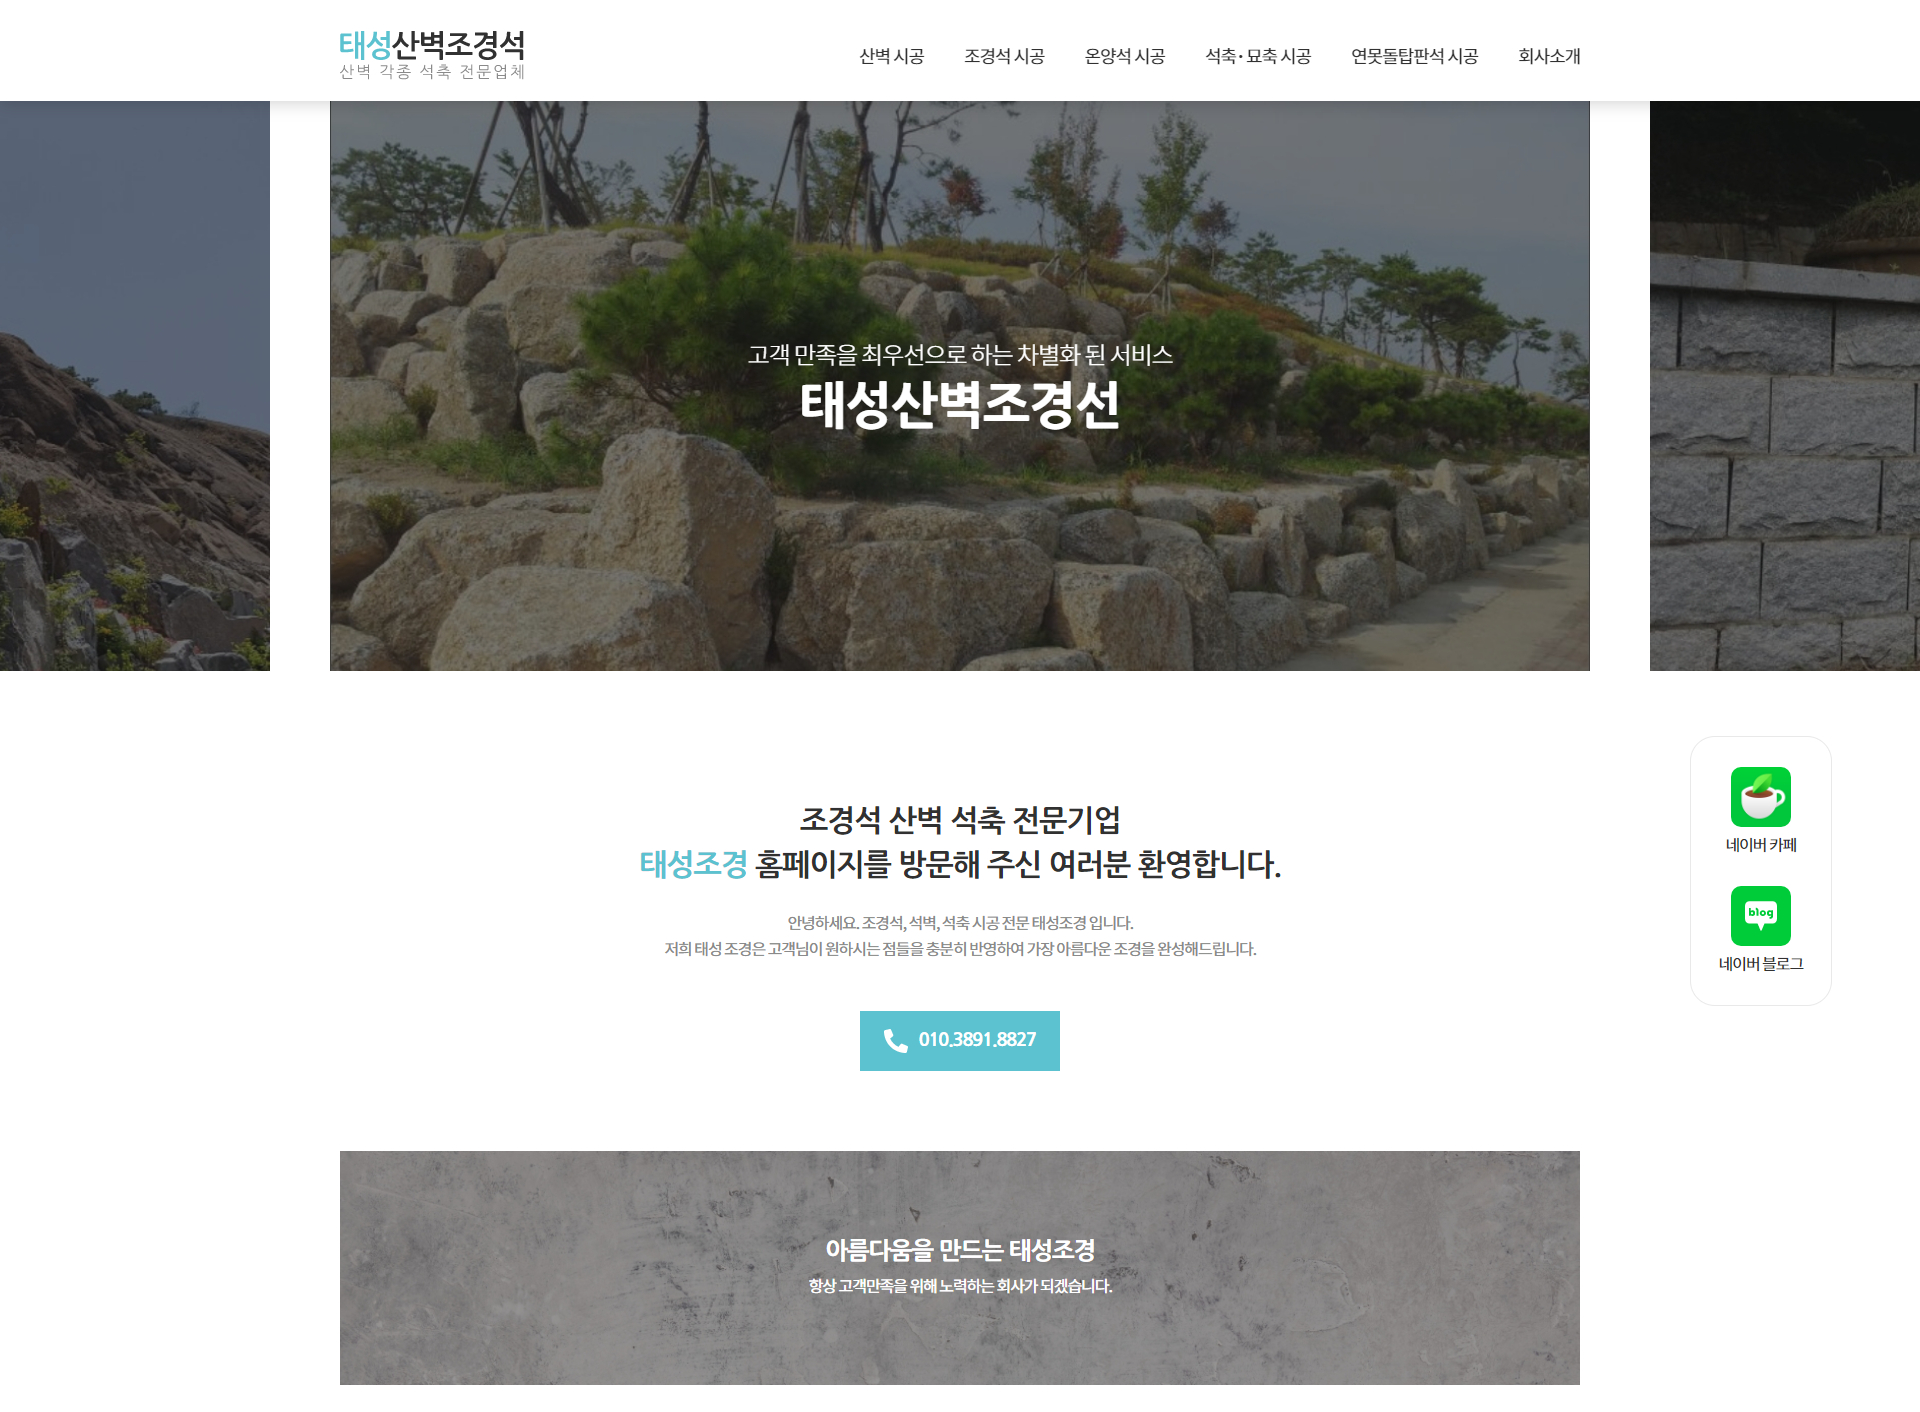 태성산벽조경석
산벽 각종 석축 전문업체
산벽 시공
조경석 시공
온양석 시공
석축·묘축 시공
연못돌탑판석 시공
회사소개
고객 만족을 최우선으로 하는 차별화 된 서비스
태성산벽조경선
조경석 산벽 석축 전문기업
태성조경 홈페이지를 방문해 주신 여러분 환영합니다.
안녕하세요. 조경석, 석벽, 석축 시공 전문 태성조경 입니다.
저희 태성 조경은 고객님이 원하시는 점들을 충분히 반영하여 가장 아름다운 조경을 완성해드립니다.
010.3891.8827
네이버 카페
blog
네이버 블로그
아름다움을 만드는 태성조경
항상 고객만족을 위해 노력하는 회사가 되겠습니다.